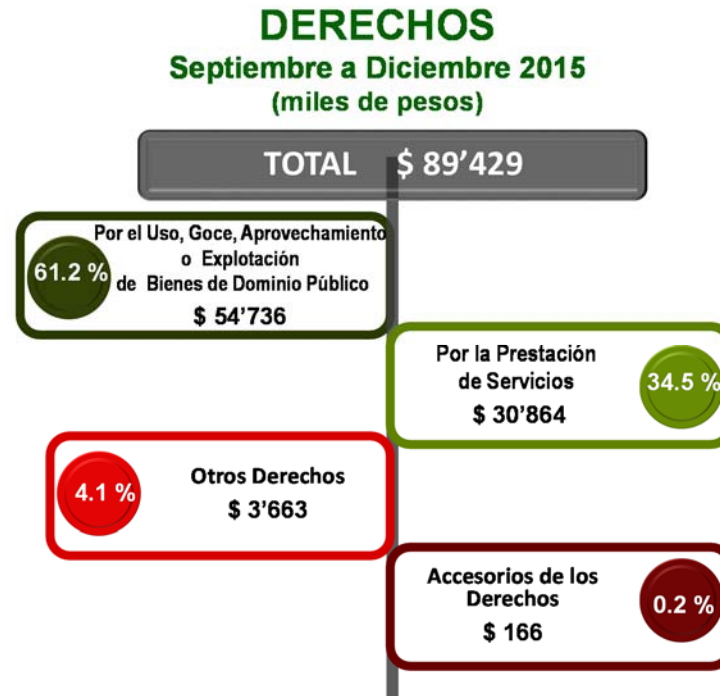 DERECHOS
Septiembre a Diciembre 2015
(miles de pesos)
TOTAL $ 89’429
Por el Uso, Goce, Aprovechamiento
o Explotación
de Bienes de Dominio Público
$ 54’736
61.2 %
Por la Prestación
de Servicios
$ 30’864
34.5 %
4.1 %
Otros Derechos
$ 3’663
Accesorios de los
Derechos
$ 166
0.2 %